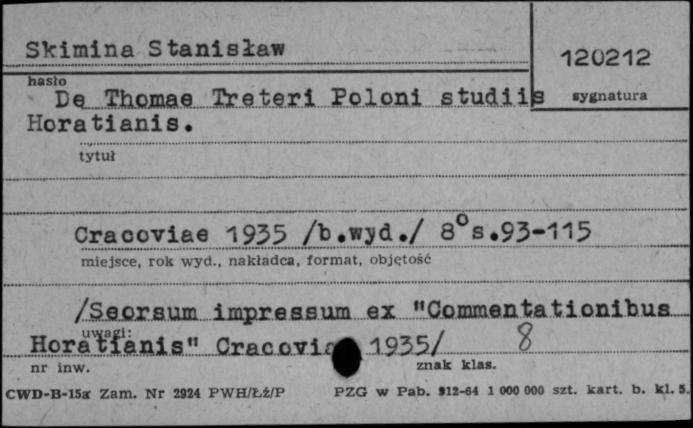 Skimina Stanisław
120212
hasło
De Thomae Treteri Poloni studiis
sygnatura
Horatianis.
tytuł
Cracoviae 1935 /b.wyd./ 8° s.93-115
miejsce, rok wyd., nakładca, format, objętość
/Seorsum impressum ex "Commentationibus
uwagi:
Horatianis" 1935/ 8
nr inw.
znak klas.
CWD-B-15a Zam. Nr 2924 PWH/Łź/P PZG w Pab. 912-64 1 000 000 szt. kart. b. kl. 5.